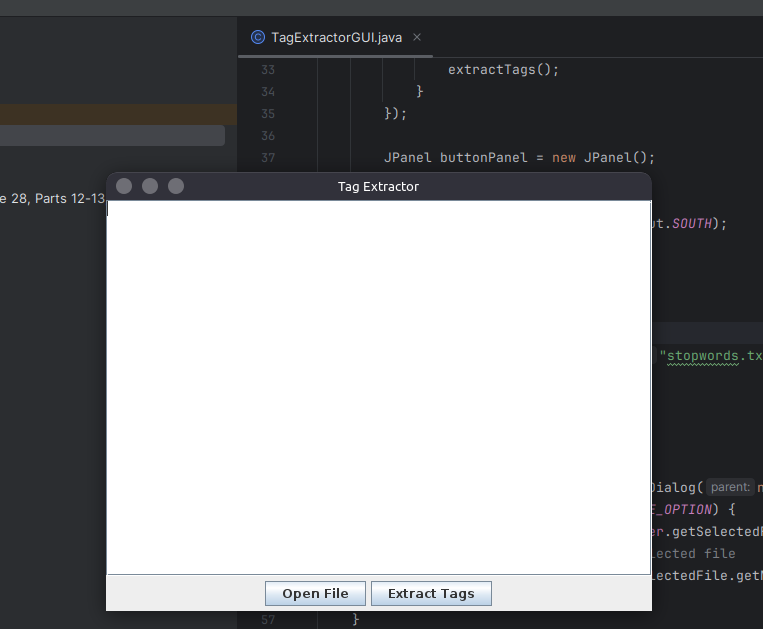 TagExtractorGUI.java
33 extractTags();
34 }
35 });
36
37 JPanel buttonPanel = new JPanel();
e 28, Parts 12-13
Tag Extractor
.SOUTH);
"stopwords.tx
Dialog( parent: n
E_OPTION) {
er.getSelected
lected file
lectedFile.get
Open File Extract Tags
57 }